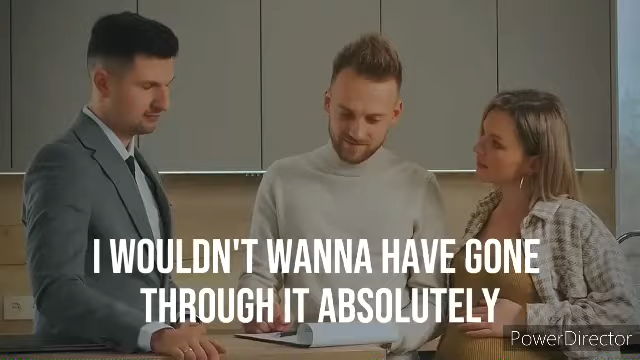 I WOULDN'T WANNA HAVE GONE
THROUGH IT ABSOLUTELY
PowerDirector